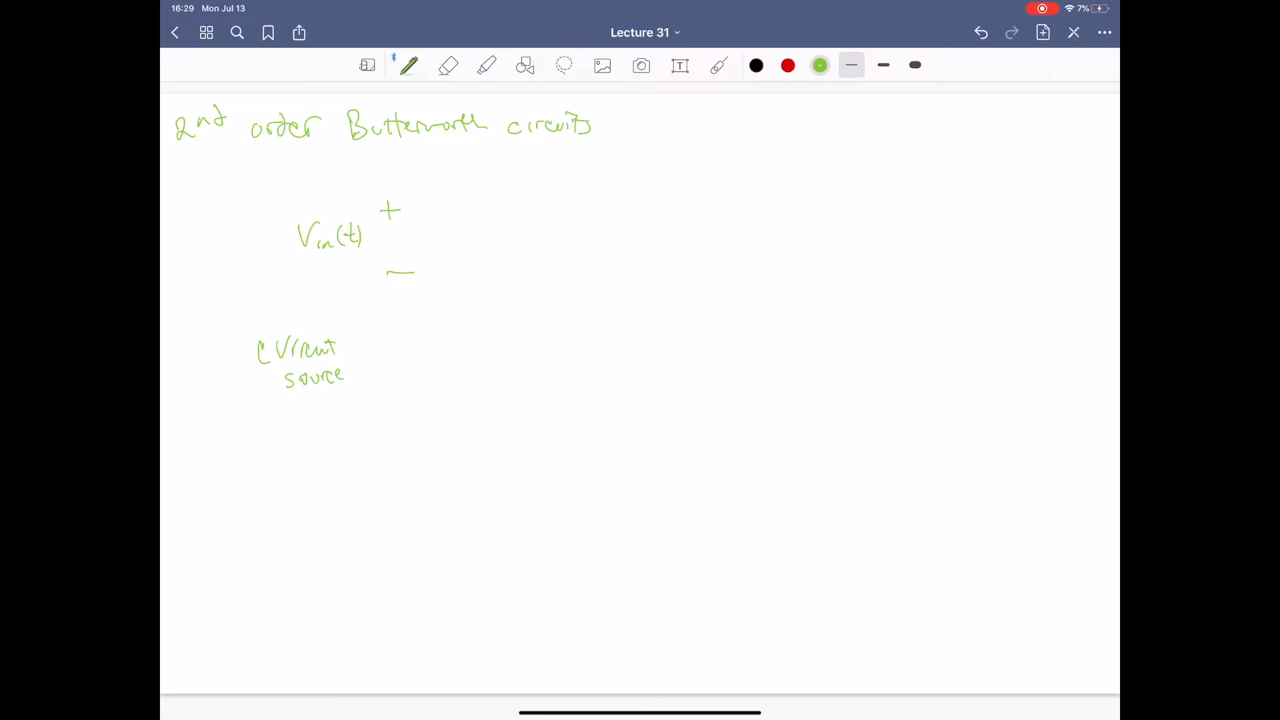 16:29 Mon Jul 13
7%
Lecture 31
T
2nd order Butterworth circuits
+
Vin(t)
—
current
source